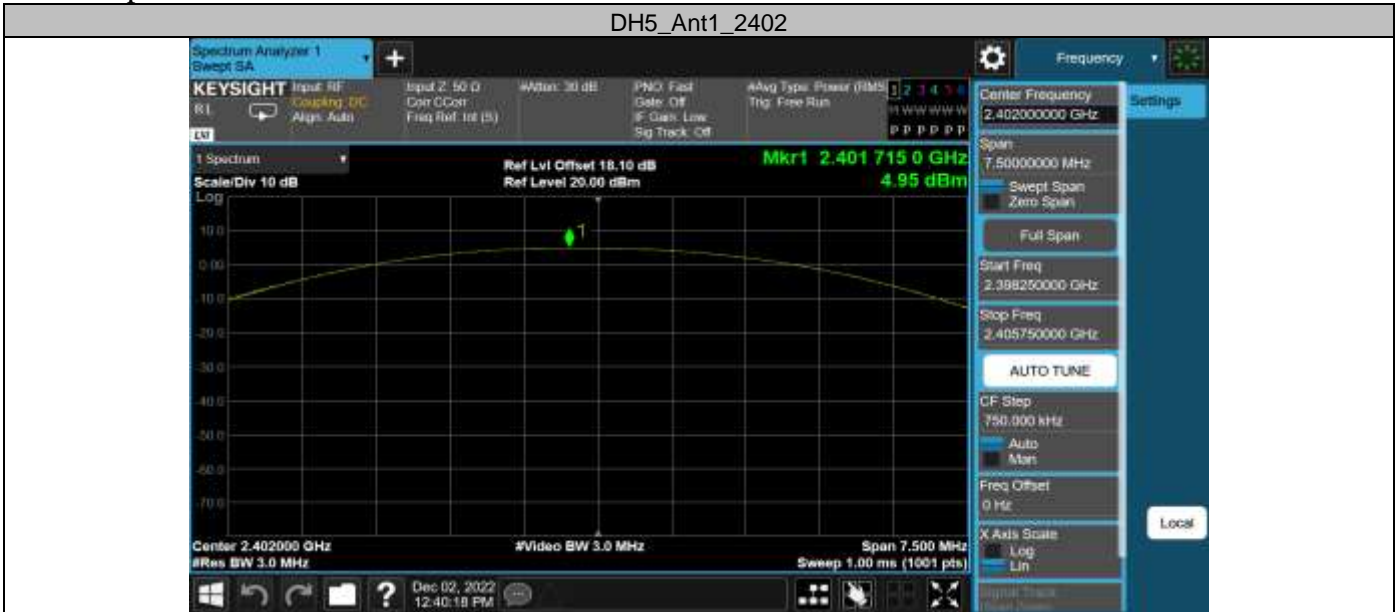 DH5_Ant1_2402
Spectrum Analyzer 1
Swept SA
+
Frequency
KEYSIGHT
Input: RF
Coupling: DC
Align: Auto
Input Z: 50 Ω
Corr CCorr
Freq Ref: Int (S)
#Atten: 30 dB
PNO: Fast
Gate: Off
IF Gain: Low
Sig Track: Off
#Avg Type: Power (RMS
Trig: Free Run
1 2 3 4 5 6
P P P P P P
Center Frequency
2.402000000 GHz
Settings
1 Spectrum
Scale/Div 10 dB
Ref Lvl Offset 18.10 dB
Ref Level 20.00 dBm
Mkr1 2.401 715 0 GHz
4.95 dBm
Span
7.50000000 MHz
Swept Span
Zero Span
Full Span
Start Freq
2.398250000 GHz
Stop Freq
2.405750000 GHz
AUTO TUNE
CF Step
750.000 kHz
Auto
Man
Freq Offset
0 Hz
X Axis Scale
Log
Lin
Local
Log
10.0
0.00
-10.0
-20.0
-30.0
-40.0
-50.0
-60.0
-70.0
1
Center 2.402000 GHz
#Res BW 3.0 MHz
#Video BW 3.0 MHz
Span 7.500 MHz
Sweep 1.00 ms (1001 pts)
?
Dec 02, 2022
12:40:18 PM
Signal Track